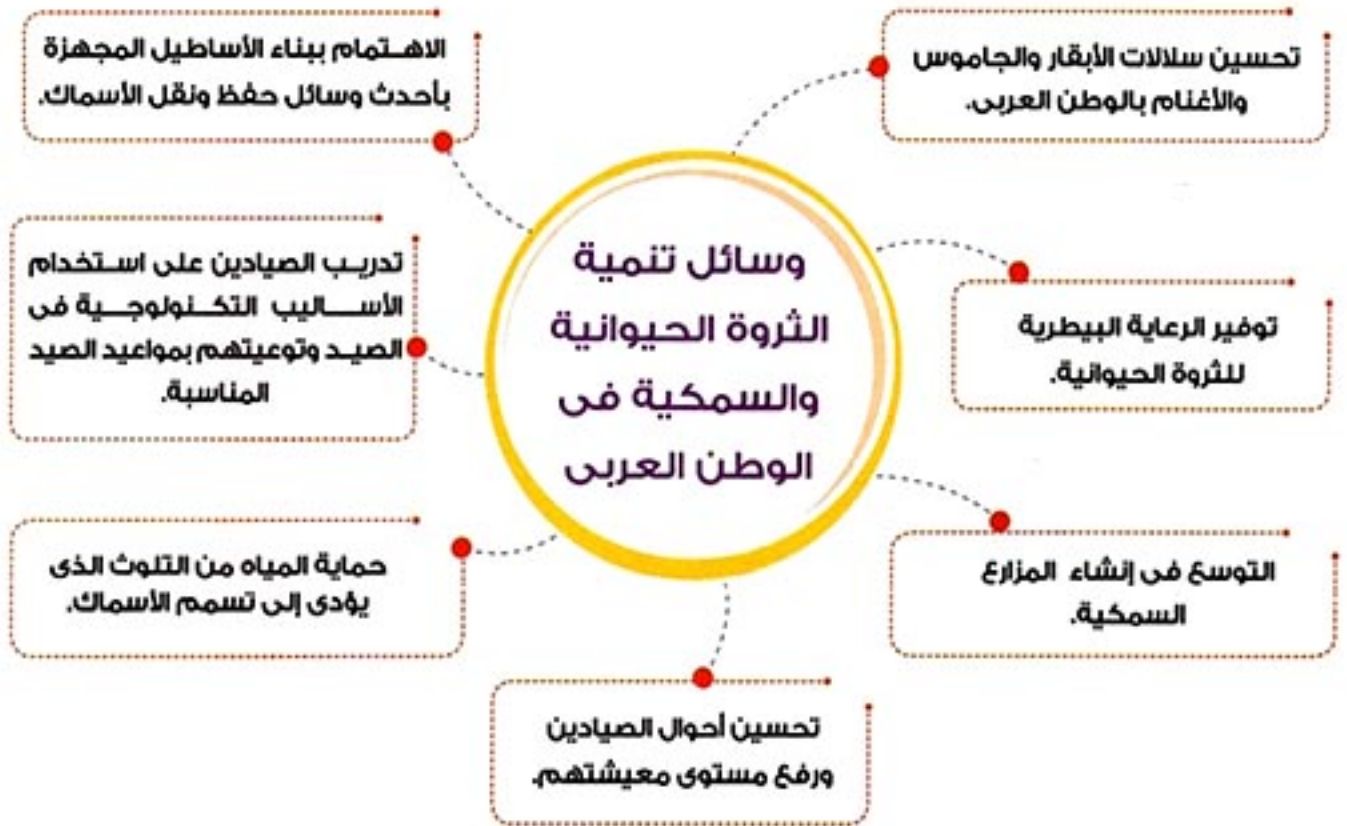 وسائل تنمية
الثروة الحيوانية
والسمكية فى
الوطن العربى
تحسين سلالات الأبقار والجاموس
والأغنام بالوطن العربى.
توفير الرعاية البيطرية
للثروة الحيوانية.
التوسع فى إنشاء المزارع
السمكية.
تحسين أحوال الصيادين
ورفع مستوى معيشتهم.
حماية المياه من التلوث الذى
يؤدى إلى تسمم الأسماك.
تدريب الصيادين على استخدام
الأساليب التكنولوجية فى
الصيد وتوعيتهم بمواعيد الصيد
المناسبة.
الاهتمام ببناء الأساطيل المجهزة
بأحدث وسائل حفظ ونقل الأسماك.